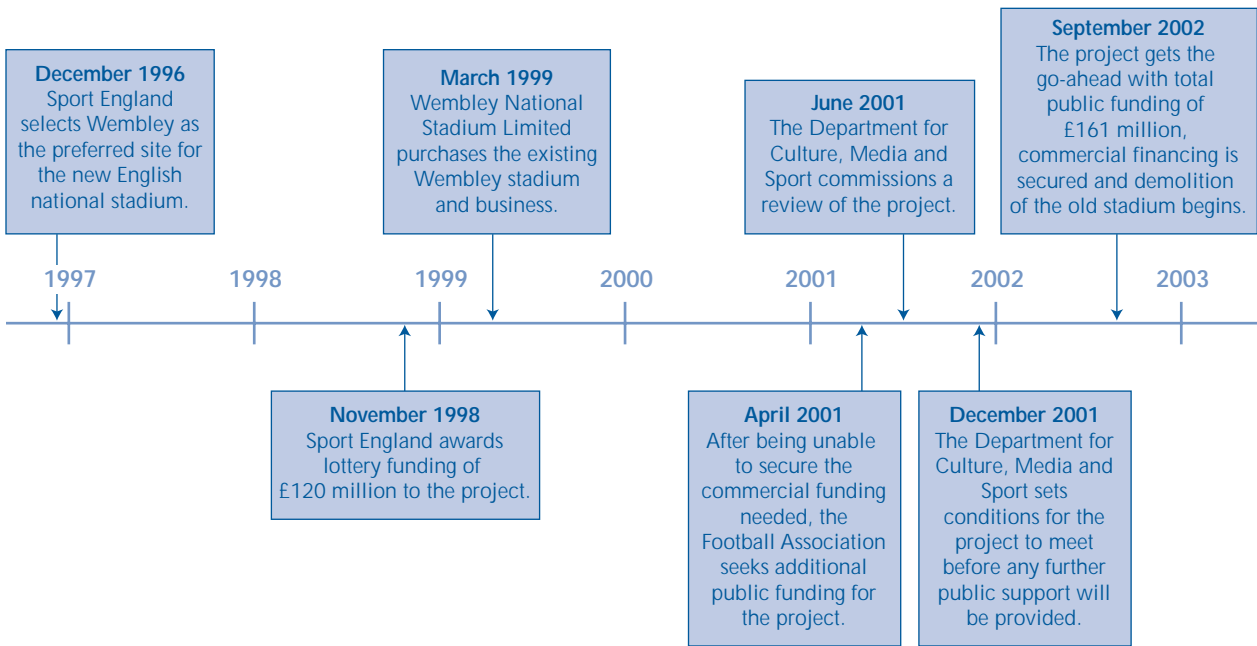 December 1996
Sport England
selects Wembley as
the preferred site for
the new English
national stadium.
March 1999
Wembley National
Stadium Limited
purchases the existing
Wembley stadium
and business.
June 2001
The Department for
Culture, Media and
Sport commissions a
review of the project.
September 2002
The project gets the
go-ahead with total
public funding of
£161 million,
commercial financing is
secured and demolition
of the old stadium begins.
1997
1998
1999
2000
2001
2002
2003
November 1998
Sport England awards
lottery funding of
£120 million to the project.
April 2001
After being unable
to secure the
commercial funding
needed, the
Football Association
seeks additional
public funding for
the project.
December 2001
The Department for
Culture, Media and
Sport sets
conditions for the
project to meet
before any further
public support will
be provided.